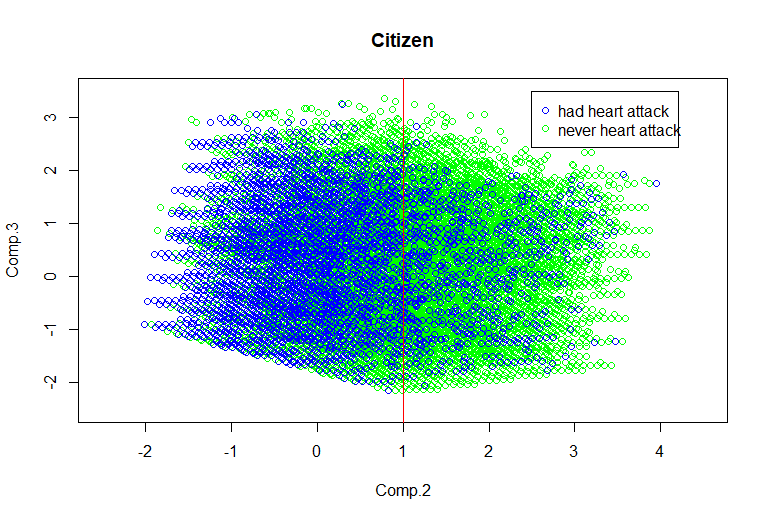 Citizen
had heart attack
never heart attack
Comp.3
3
2
1
0
-1
-2
-2 -1 0 1 2 3 4
Comp.2